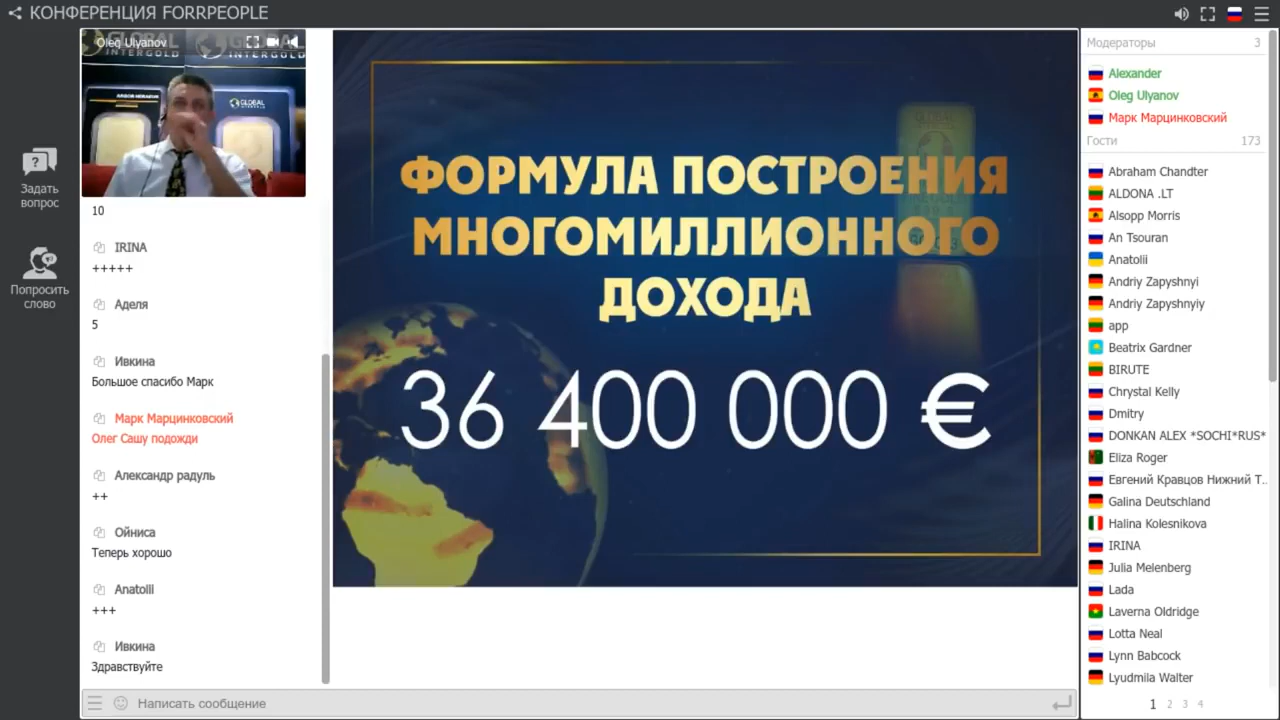 КОНФЕРЕНЦИЯ FORRPEOPLE
Oleg Ulyanov
GLOBAL
INTERGOLD
INTERGOLD
GLOBAL
Задать
вопрос
Попросить
слово
10
IRINA
+++++
Аделя
5
Ивкина
Большое спасибо Марк
Марк Марцинковский
Олег Сашу подожди
Александр радуль
++
Ойниса
Теперь хорошо
Anatolii
+++
Ивкина
Здравствуйте
Написать сообщение
ФОРМУЛА ПОСТРОЕНИЯ
МНОГОМИЛЛИОННОГО
ДОХОДА
36 400 000 €
Модераторы 3
Alexander
Oleg Ulyanov
Марк Марцинковский
Гости 173
Abraham Chandter
ALDONA .LT
Alsopp Morris
An Tsouran
Anatolii
Andriy Zapyshnyi
Andriy Zapyshnyiy
app
Beatrix Gardner
BIRUTE
Chrystal Kelly
Dmitry
DONKAN ALEX *SOCHI*RUS*
Eliza Roger
Евгений Кравцов Нижний Т..
Galina Deutschland
Halina Kolesnikova
IRINA
Julia Melenberg
Lada
Laverna Oldridge
Lotta Neal
Lynn Babcock
Lyudmila Walter
1 2 3 4